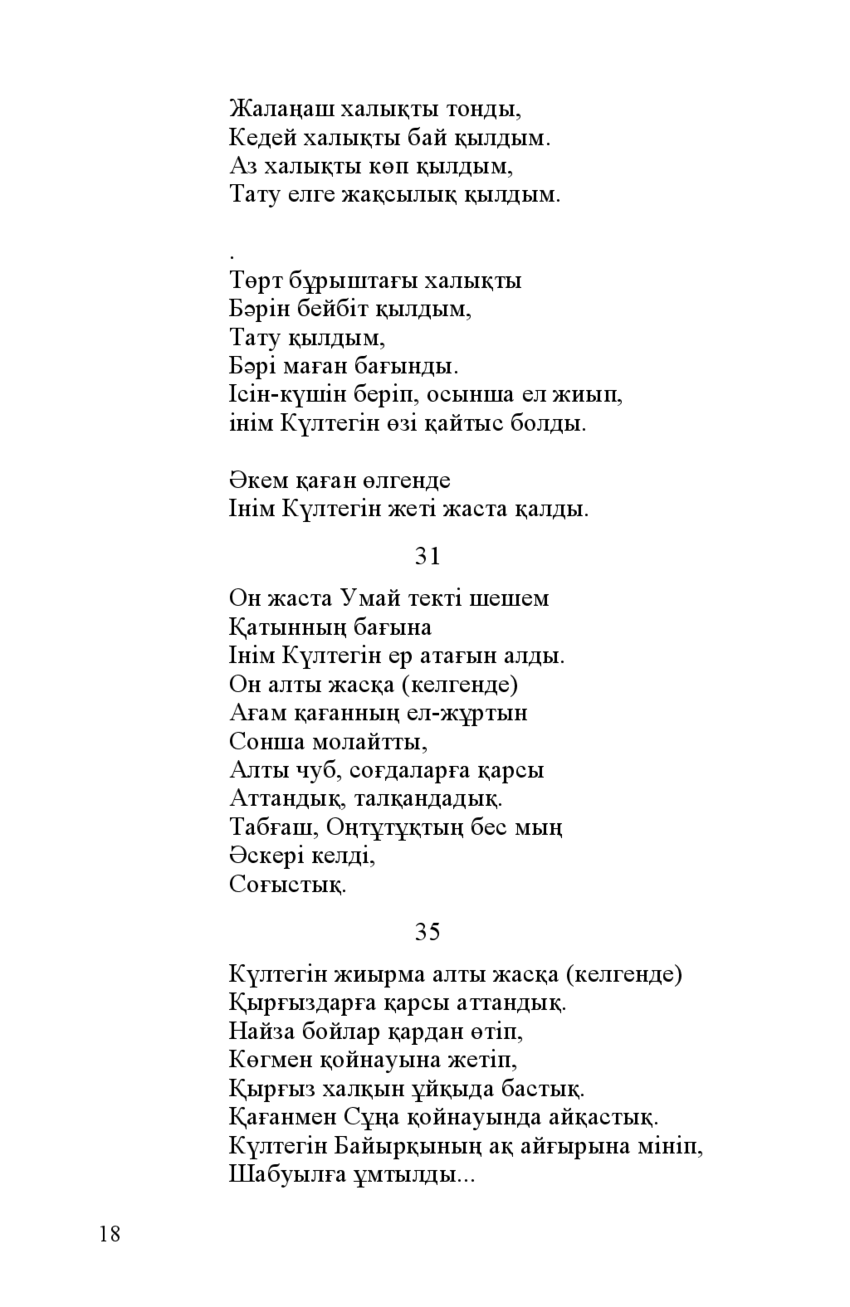 Жалаңаш халықты тонды,
Кедей халықты бай қылдым.
Аз халықты көп қылдым,
Тату елге жақсылық қылдым.
.
Төрт бұрыштағы халықты
Бәрін бейбіт қылдым,
Тату қылдым,
Бәрі маған бағынды.
Ісін-күшін беріп, осынша ел жиып,
інім Күлтегін өзі қайтыс болды.
Әкем қаған өлгенде
Інім Күлтегін жеті жаста қалды.
31
Он жаста Умай текті шешем
Қатынның бағына
Інім Күлтегін ер атағын алды.
Он алты жасқа (келгенде)
Ағам қағанның ел-жұртын
Сонша молайтты,
Алты чуб, соғдаларға қарсы
Аттандық, талқандадық.
Табғаш, Оңтұтұқтың бес мың
Әскері келді,
Соғыстық.
35
Күлтегін жиырма алты жасқа (келгенде)
Қырғыздарға қарсы аттандық.
Найза бойлар қардан өтіп,
Көгмен қойнауына жетіп,
Қырғыз халқын ұйқыда бастық.
Қағанмен Сұңа қойнауында айқастық.
Күлтегін Байырқының ақ айғырына мініп,
Шабуылға ұмтылды...
18